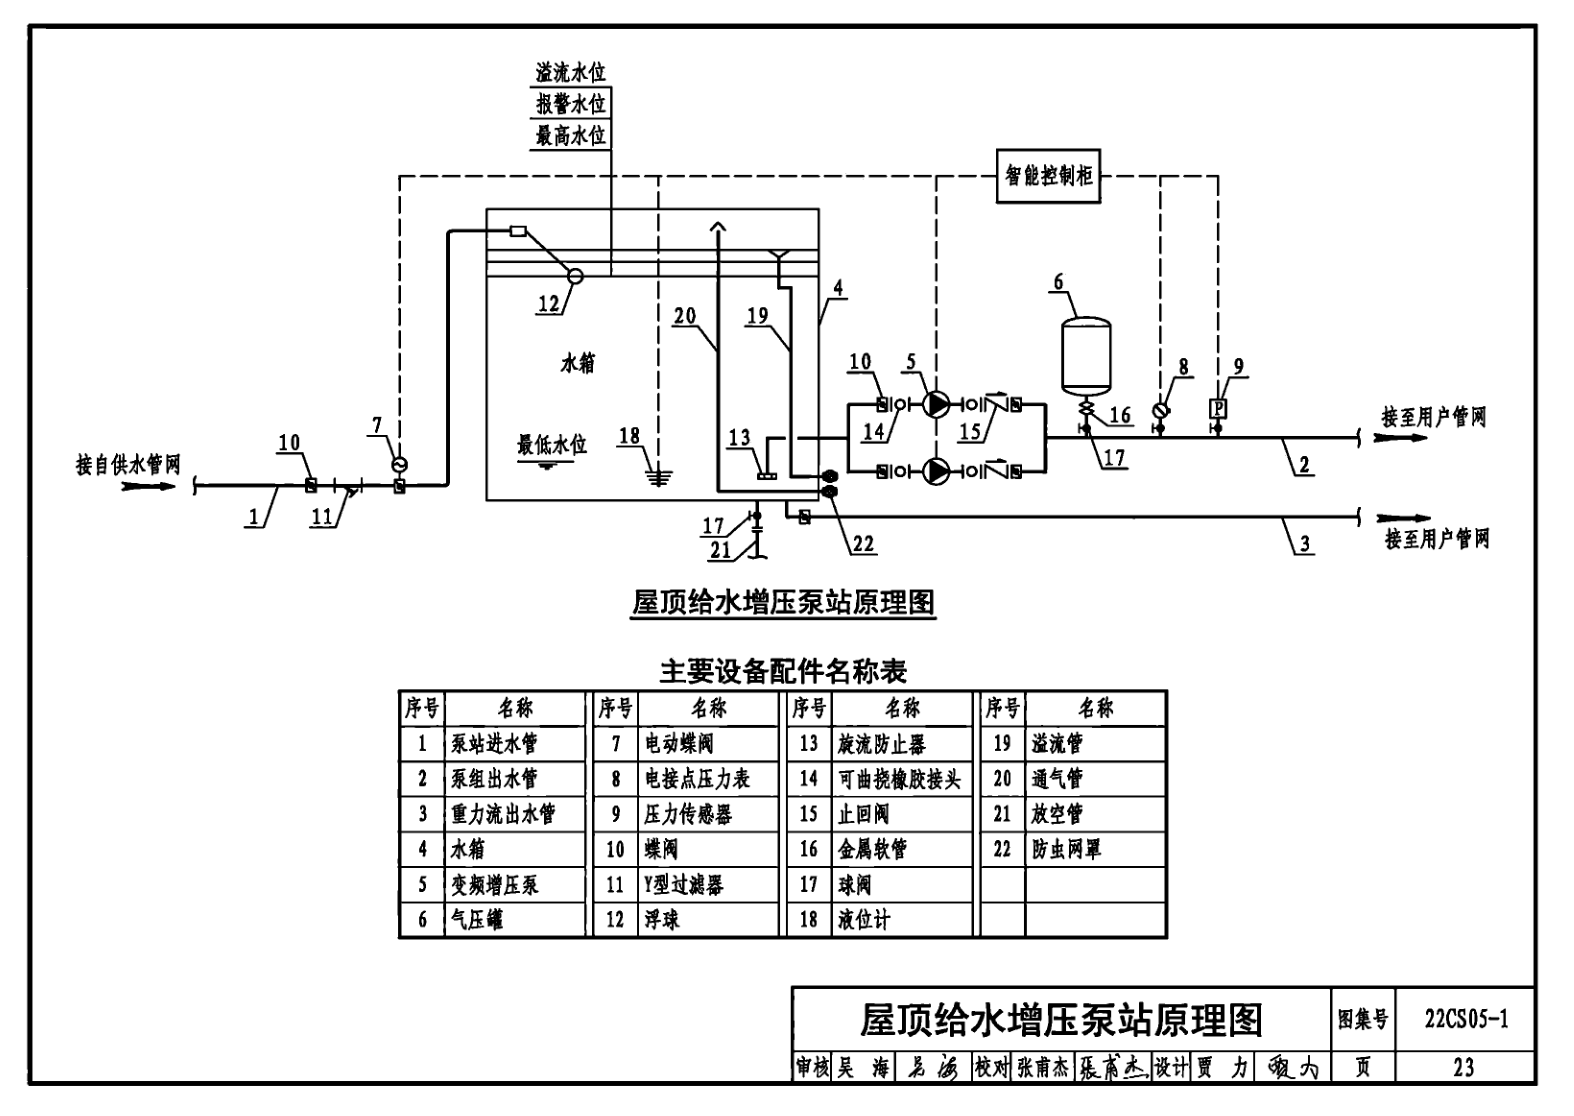 溢流水位
报警水位
最高水位
智能控制柜
12
20
19
4
6
水箱
10
5
8
9
7
10
最低水位
18
13
14
15
16
17
接至用户管网
接自供水管网
2
1
11
17
21
22
3
接至用户管网
屋顶给水增压泵站原理图
主要设备配件名称表
序号 名称 序号 名称 序号 名称 序号 名称
1 泵站进水管 7 电动蝶阀 13 旋流防止器 19 溢流管
2 泵组出水管 8 电接点压力表 14 可曲挠橡胶接头 20 通气管
3 重力流出水管 9 压力传感器 15 止回阀 21 放空管
4 水箱 10 蝶阀 16 金属软管 22 防虫网罩
5 变频增压泵 11 Y型过滤器 17 球阀
6 气压罐 12 浮球 18 液位计
屋顶给水增压泵站原理图 图集号 22CS05-1
审核 吴 海 吴海 校对 张甫杰 张甫杰 设计 贾 力 贾力 页 23
P